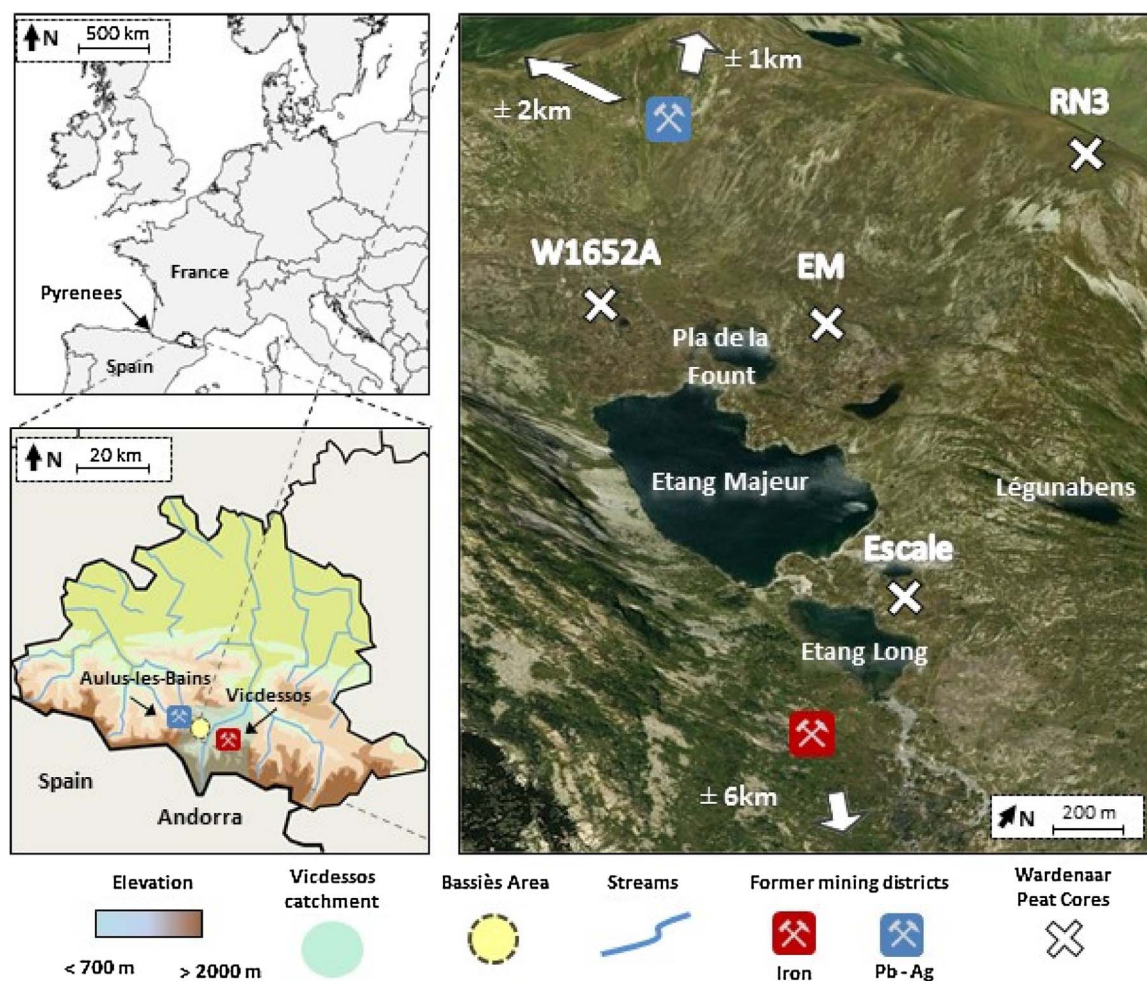 N
500 km
France
Pyrenees
Spain
N
20 km
Aulus-les-Bains
Vicdessos
Spain
Andorra
± 1km
± 2km
RN3
W1652A
EM
Pla de la
Fount
Etang Majeur
Légunabens
Escale
Etang Long
± 6km
N
200 m
Elevation
< 700 m
> 2000 m
Vicdessos
catchment
Bassiès Area
Streams
Former mining districts
Iron
Pb - Ag
Wardenaar
Peat Cores